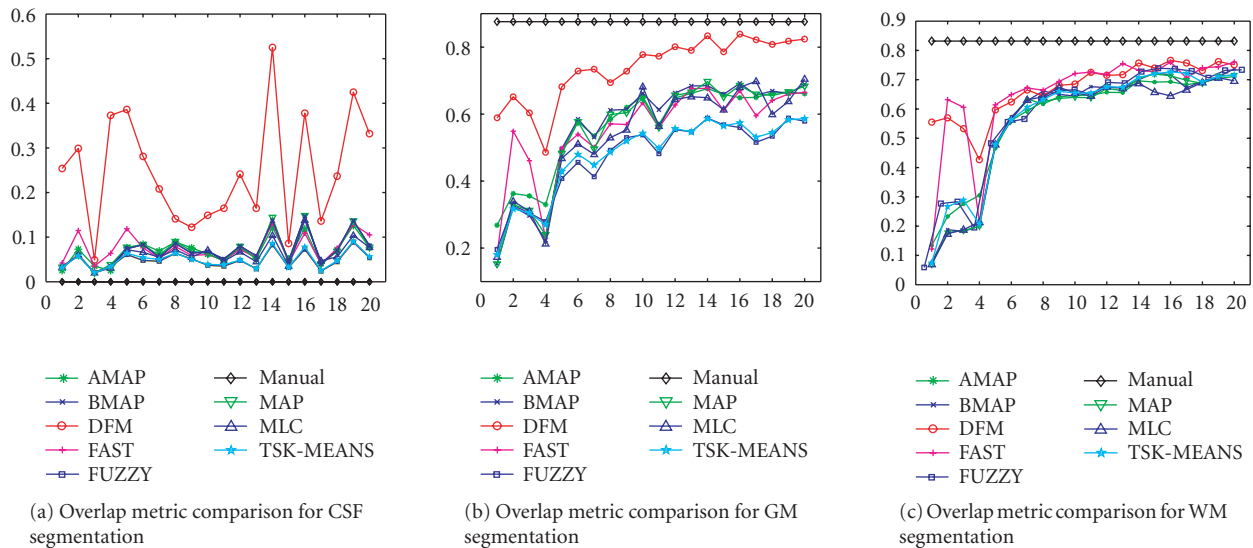 0.6
0.5
0.4
0.3
0.2
0.1
0
0 2 4 6 8 10 12 14 16 18 20
AMAP
BMAP
DFM
FAST
FUZZY
Manual
MAP
MLC
TSK-MEANS
(a) Overlap metric comparison for CSF
segmentation
0.8
0.6
0.4
0.2
0 2 4 6 8 10 12 14 16 18 20
AMAP
BMAP
DFM
FAST
FUZZY
Manual
MAP
MLC
TSK-MEANS
(b) Overlap metric comparison for GM
segmentation
0.9
0.8
0.7
0.6
0.5
0.4
0.3
0.2
0.1
0
0 2 4 6 8 10 12 14 16 18 20
AMAP
BMAP
DFM
FAST
FUZZY
Manual
MAP
MLC
TSK-MEANS
(c) Overlap metric comparison for WM
segmentation